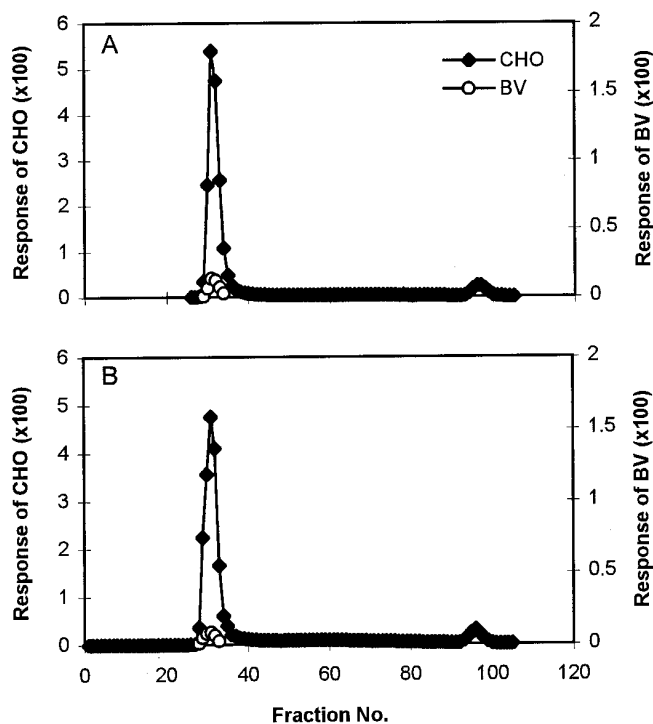 A
CHO
BV
Response of CHO (x100)
6
5
4
3
2
1
0
2
1.5
1
0.5
0
Response of BV (x100)
B
Response of CHO (x100)
6
5
4
3
2
1
0
2
1.5
1
0.5
0
Response of BV (x100)
0 20 40 60 80 100 120
Fraction No.